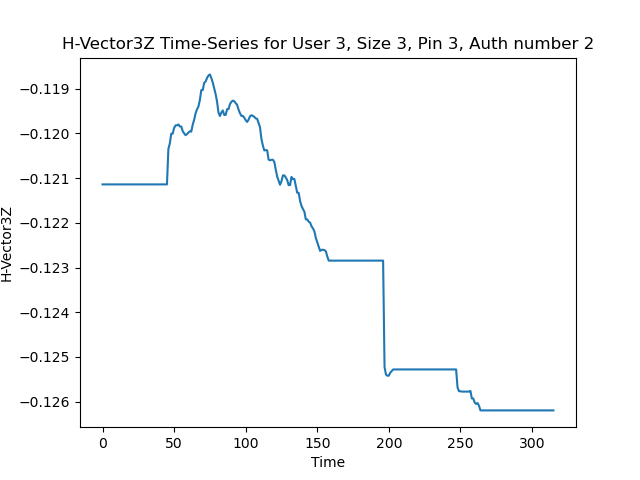 H-Vector3Z Time-Series for User 3, Size 3, Pin 3, Auth number 2
−0.119
−0.120
−0.121
−0.122
−0.123
−0.124
−0.125
−0.126
H-Vector3Z
0 50 100 150 200 250 300
Time